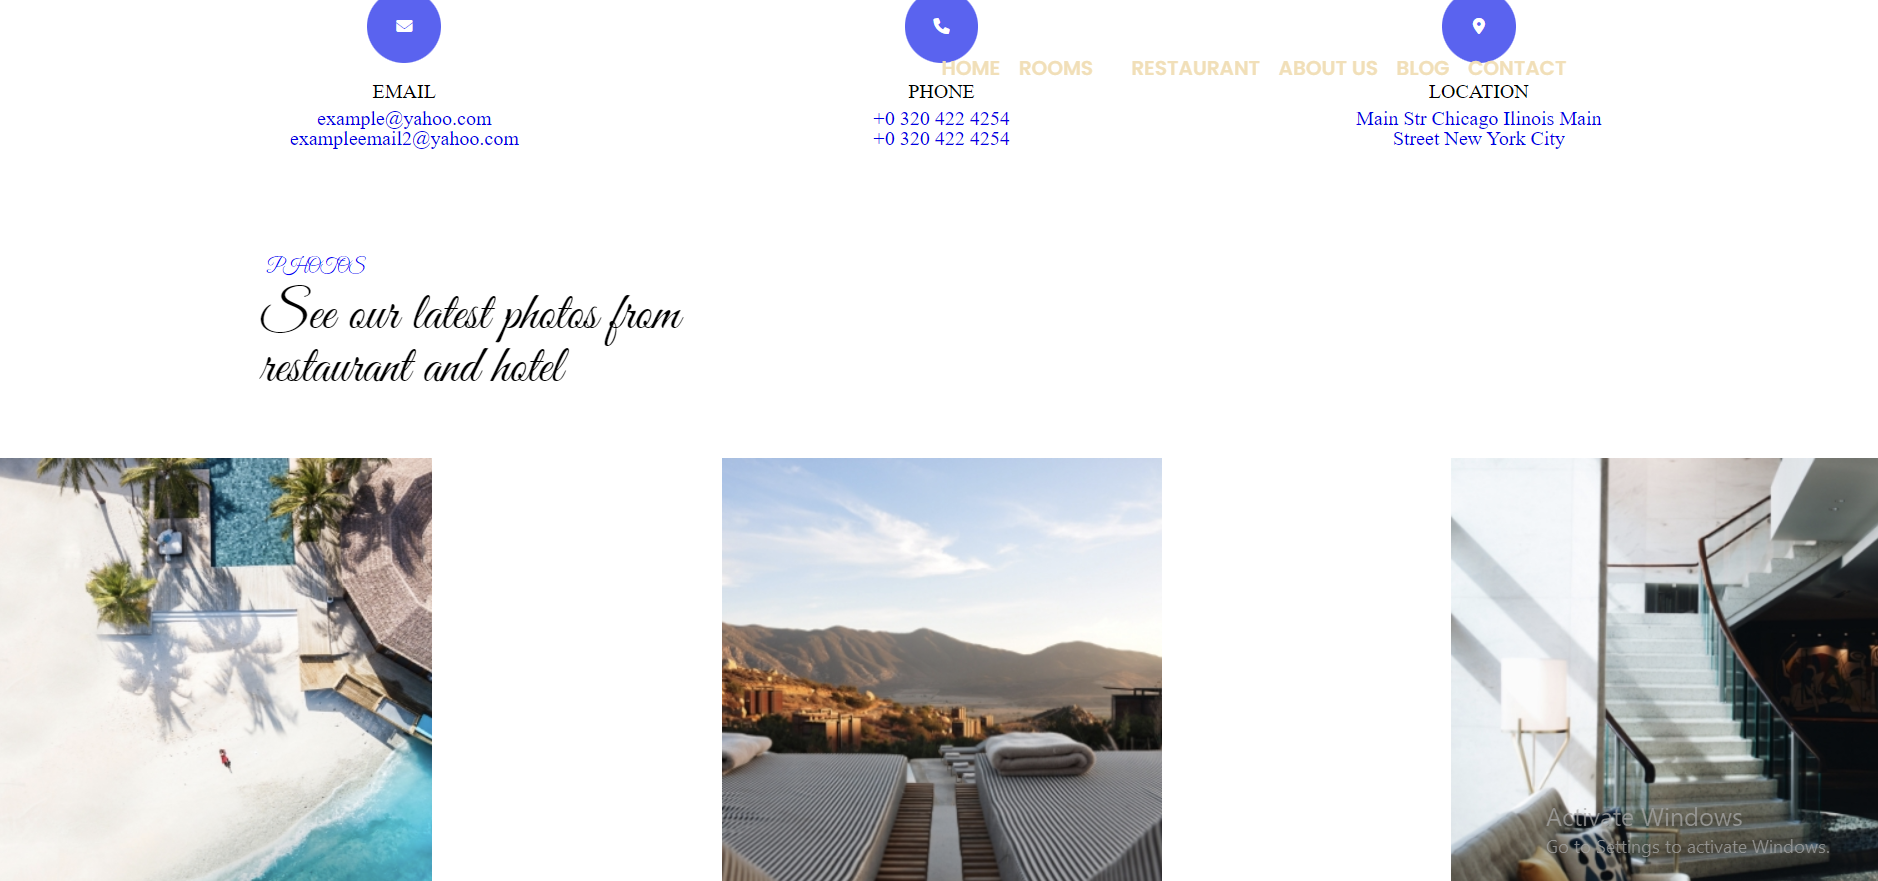 HOME ROOMS RESTAURANT ABOUT US BLOG CONTACT
EMAIL
example@yahoo.com
exampleemail2@yahoo.com
PHONE
+0 320 422 4254
+0 320 422 4254
LOCATION
Main Str Chicago Ilinois Main
Street New York City
PHOTOS
See our latest photos from
restaurant and hotel
Activate Windows
Go to Settings to activate Windows.